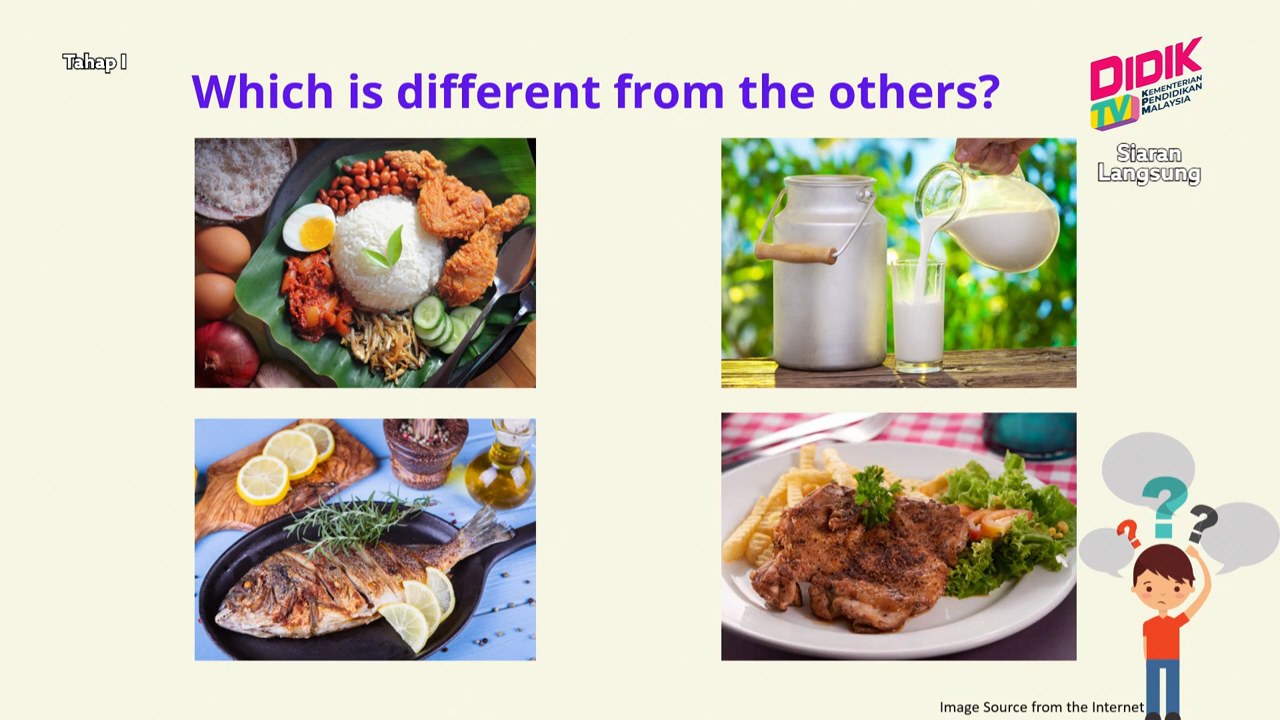 Tahap I
Which is different from the others?
DIDIK
TV
KEMENTERIAN
PENDIDIKAN
MALAYSIA
Siaran
Langsung
?
?
?
Image Source from the Internet